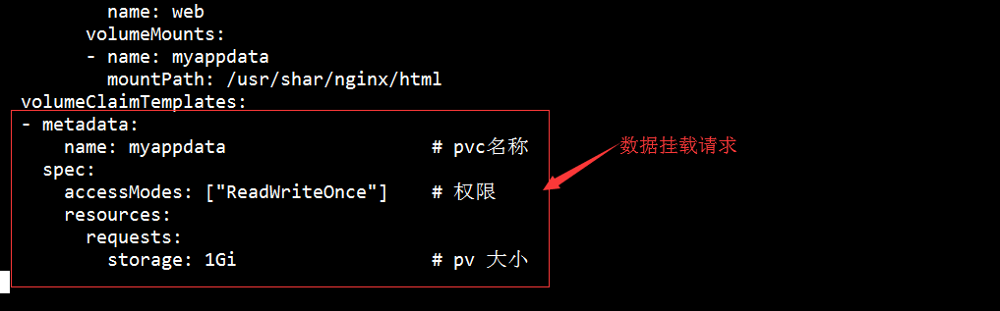 name: web
volumeMounts:
- name: myappdata
mountPath: /usr/shar/nginx/html
volumeClaimTemplates:
- metadata:
name: myappdata # pvc名称
数据挂载请求
spec:
accessModes: ["ReadWriteOnce"] # 权限
resources:
requests:
storage: 1Gi # pv 大小